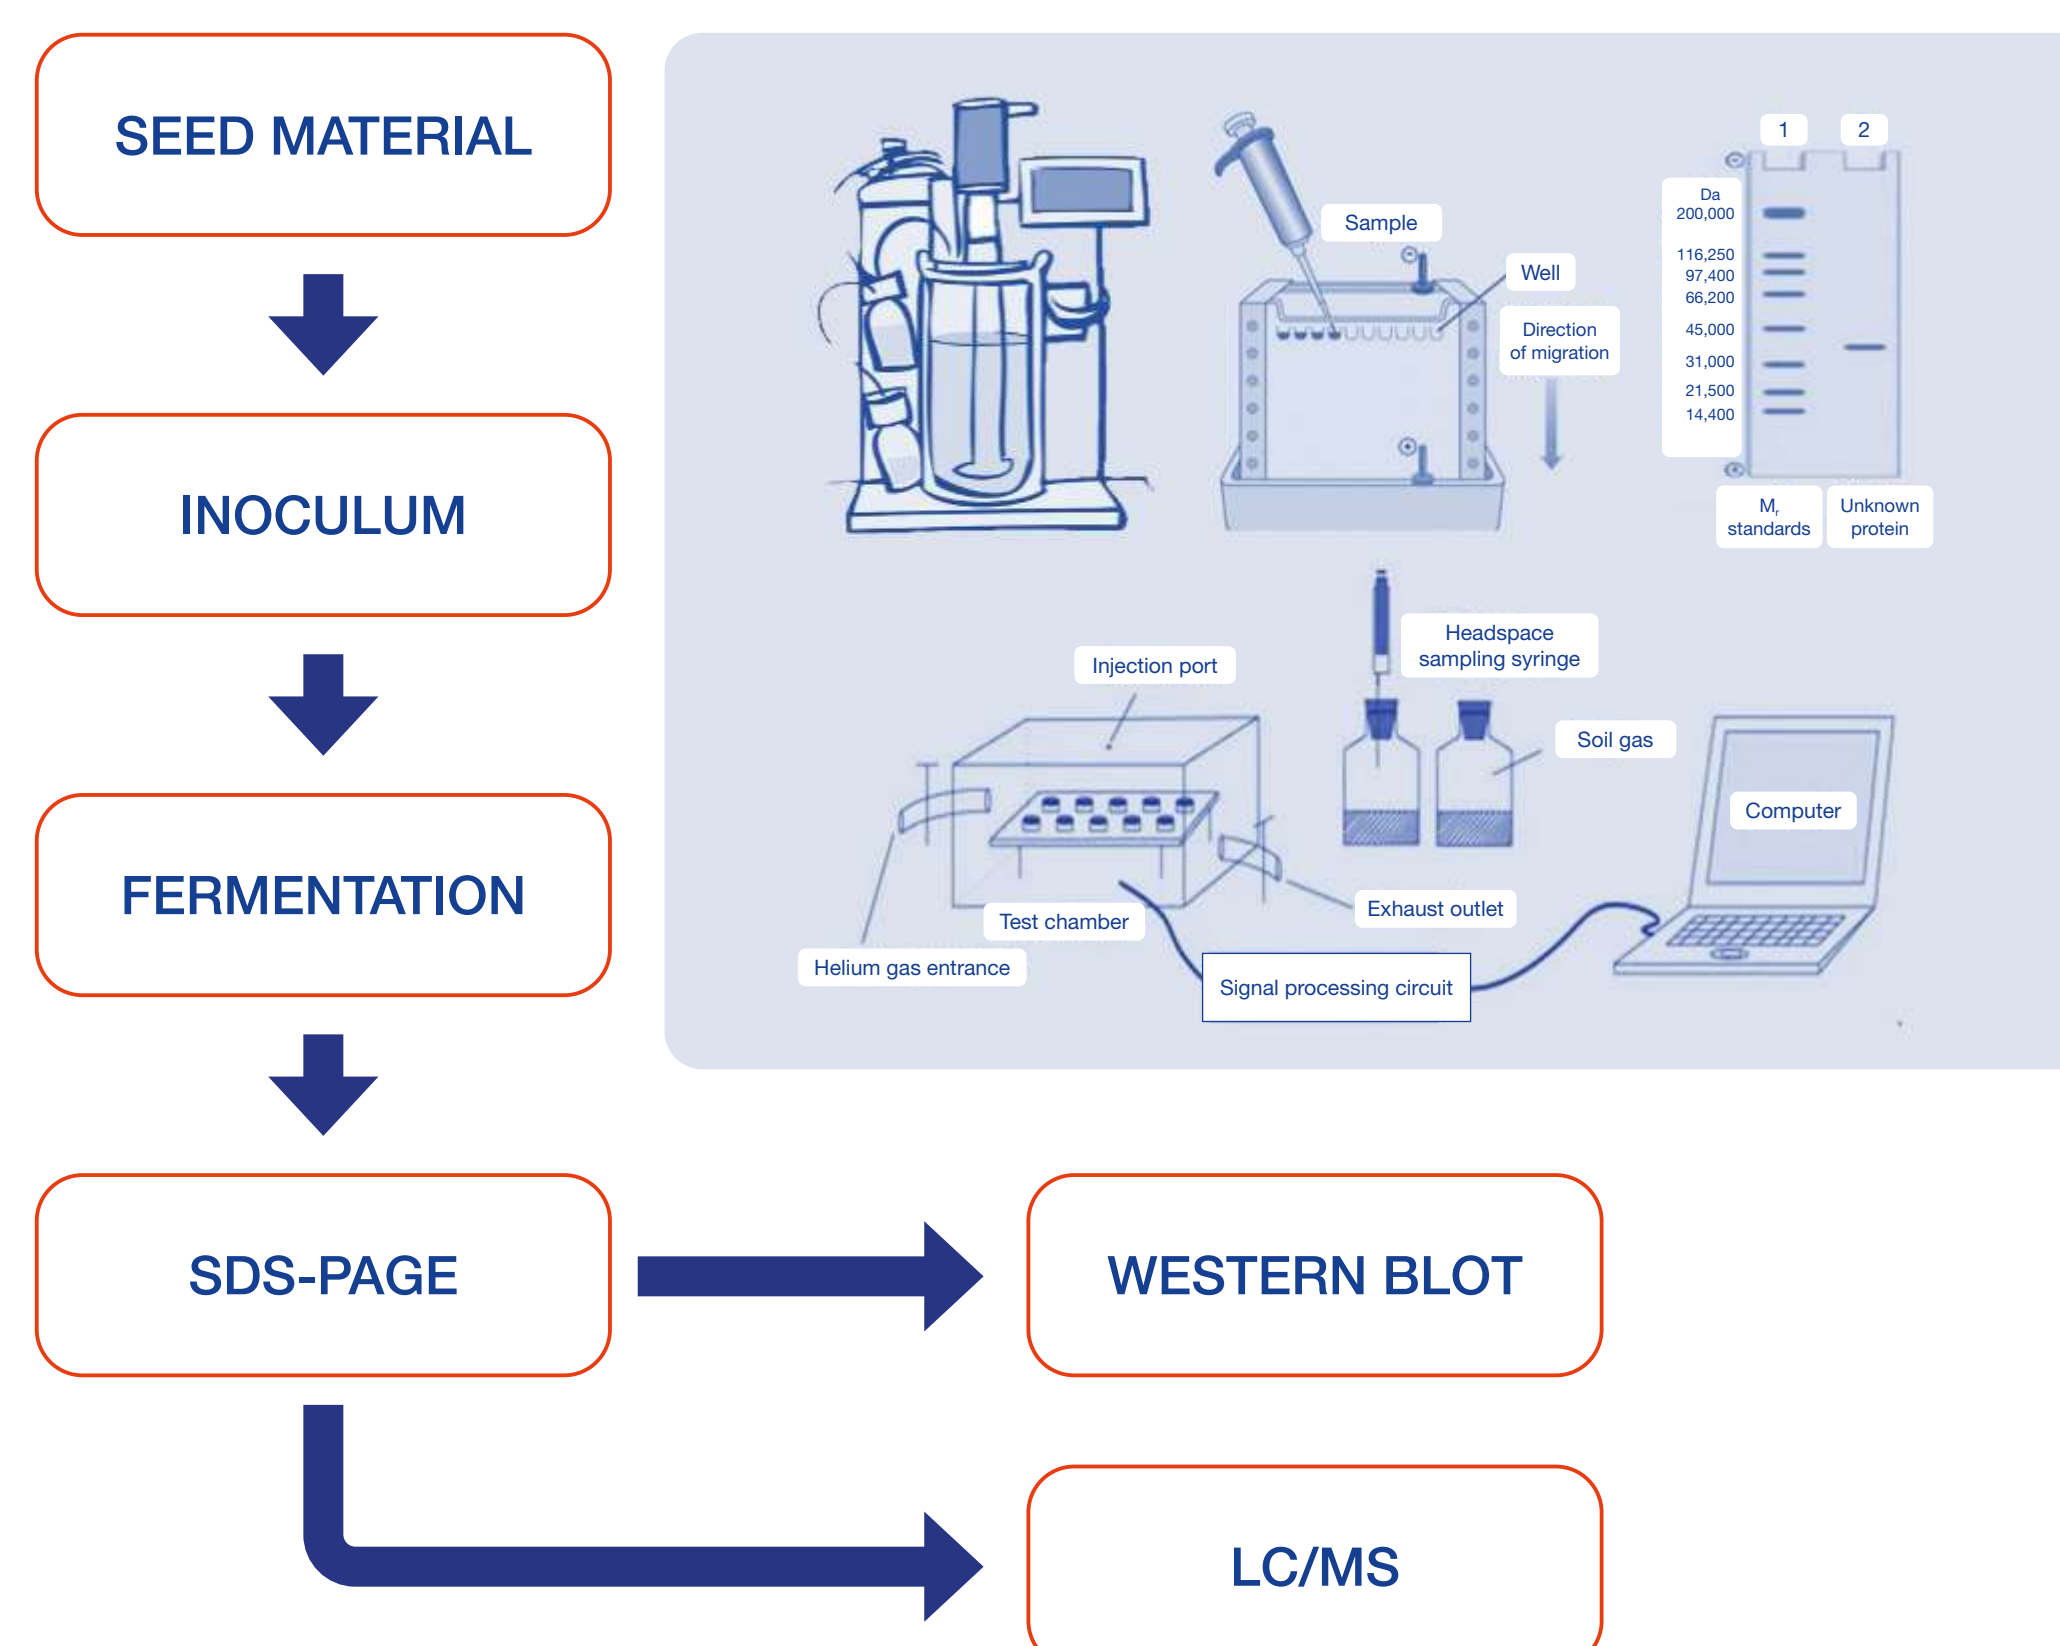 SEED MATERIAL
INOCULUM
FERMENTATION
SDS-PAGE
WESTERN BLOT
LC/MS
Sample
Well
Direction
of migration
1
2
Da
200,000
116,250
97,400
66,200
45,000
31,000
21,500
14,400
Mr
standards
Unknown
protein
Headspace
sampling syringe
Injection port
Soil gas
Computer
Exhaust outlet
Test chamber
Helium gas entrance
Signal processing circuit